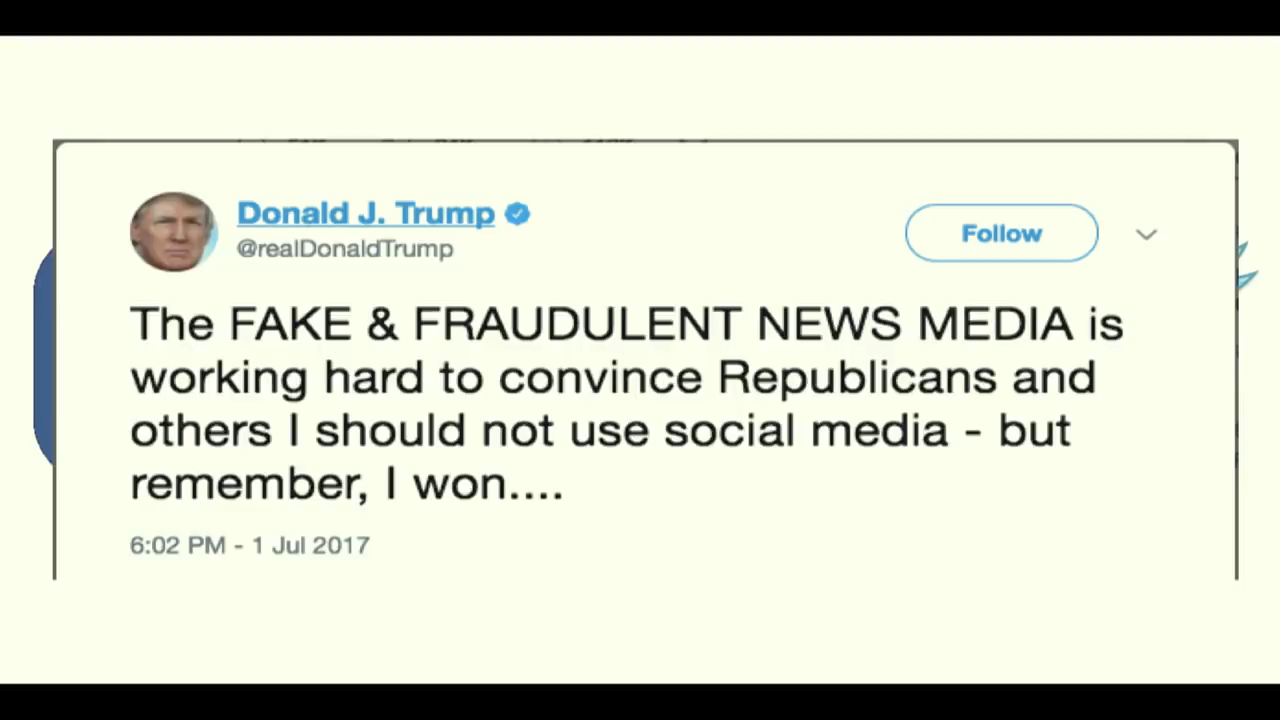 Donald J. Trump
@realDonaldTrump
Follow
The FAKE & FRAUDULENT NEWS MEDIA is
working hard to convince Republicans and
others I should not use social media - but
remember, I won....
6:02 PM - 1 Jul 2017